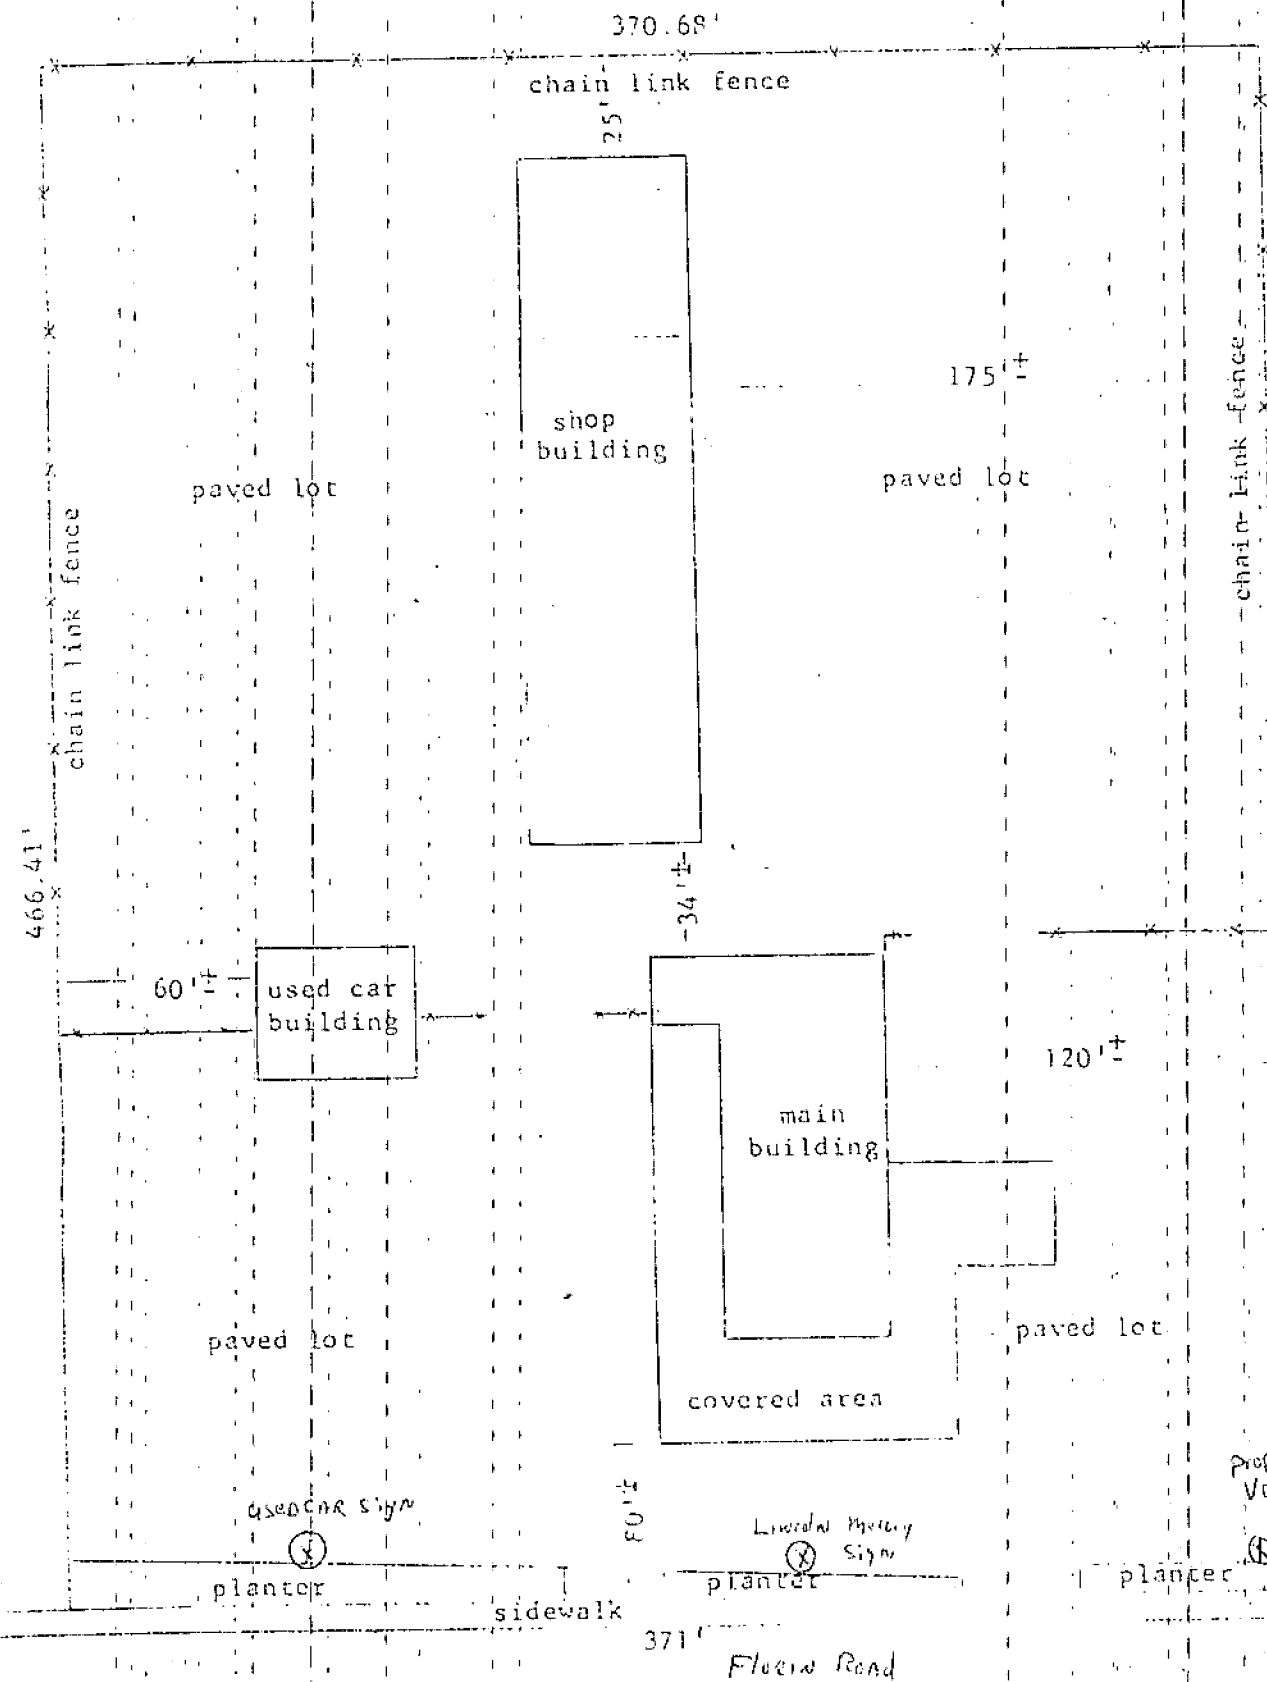 370.68'
chain link fence
25'
175'±
chain link fence
shop
building
paved lot
paved lot
chain link fence
466.41'
34'±
60'±
used car
building
120'±
main
building
paved lot
paved lot
covered area
USED CAR SIGN
Lincoln Mercury
Sign
planter
planter
planter
sidewalk
371'
Florin Road